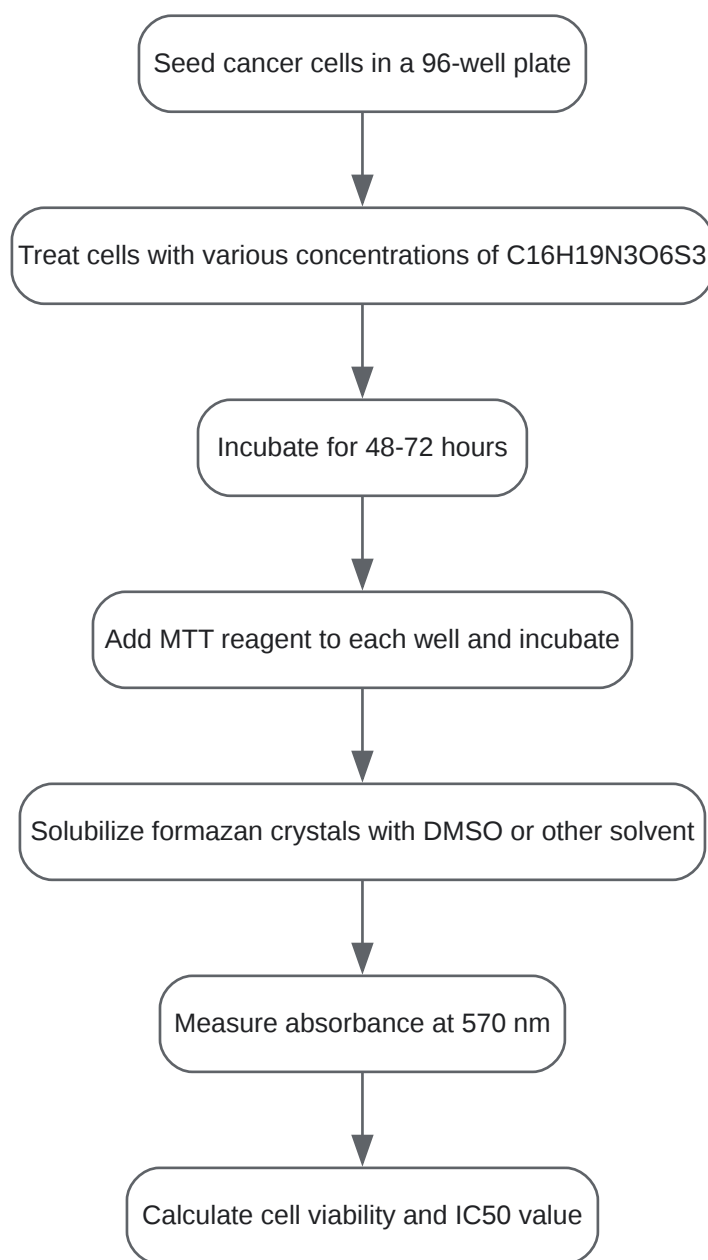 Seed cancer cells in a 96-well plate
Treat cells with various concentrations of C16H19N3O6S3
Incubate for 48-72 hours
Add MTT reagent to each well and incubate
Solubilize formazan crystals with DMSO or other solvent
Measure absorbance at 570 nm
Calculate cell viability and IC50 value